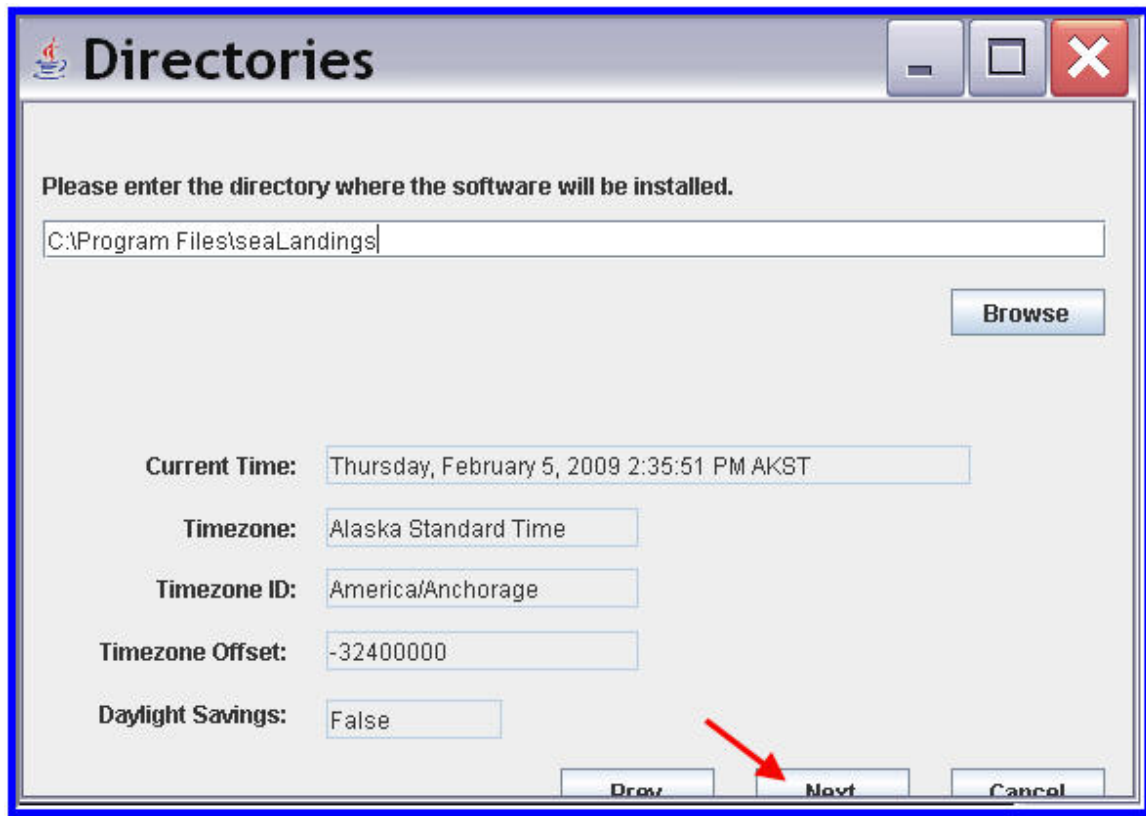 Directories
Please enter the directory where the software will be installed.
C:\Program Files\seaLandings
Browse
Current Time: Thursday, February 5, 2009 2:35:51 PM AKST
Timezone: Alaska Standard Time
Timezone ID: America/Anchorage
Timezone Offset: -32400000
Daylight Savings: False
Prev Next Cancel